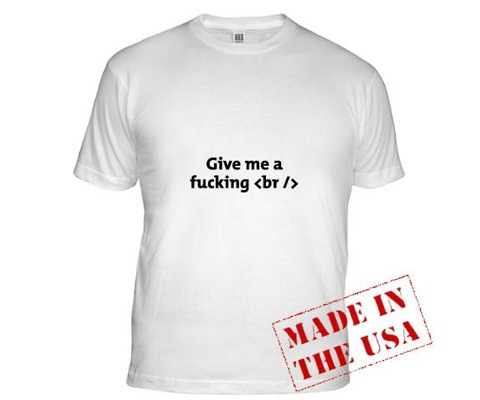 Give me a
fucking <br />
MADE IN
THE USA